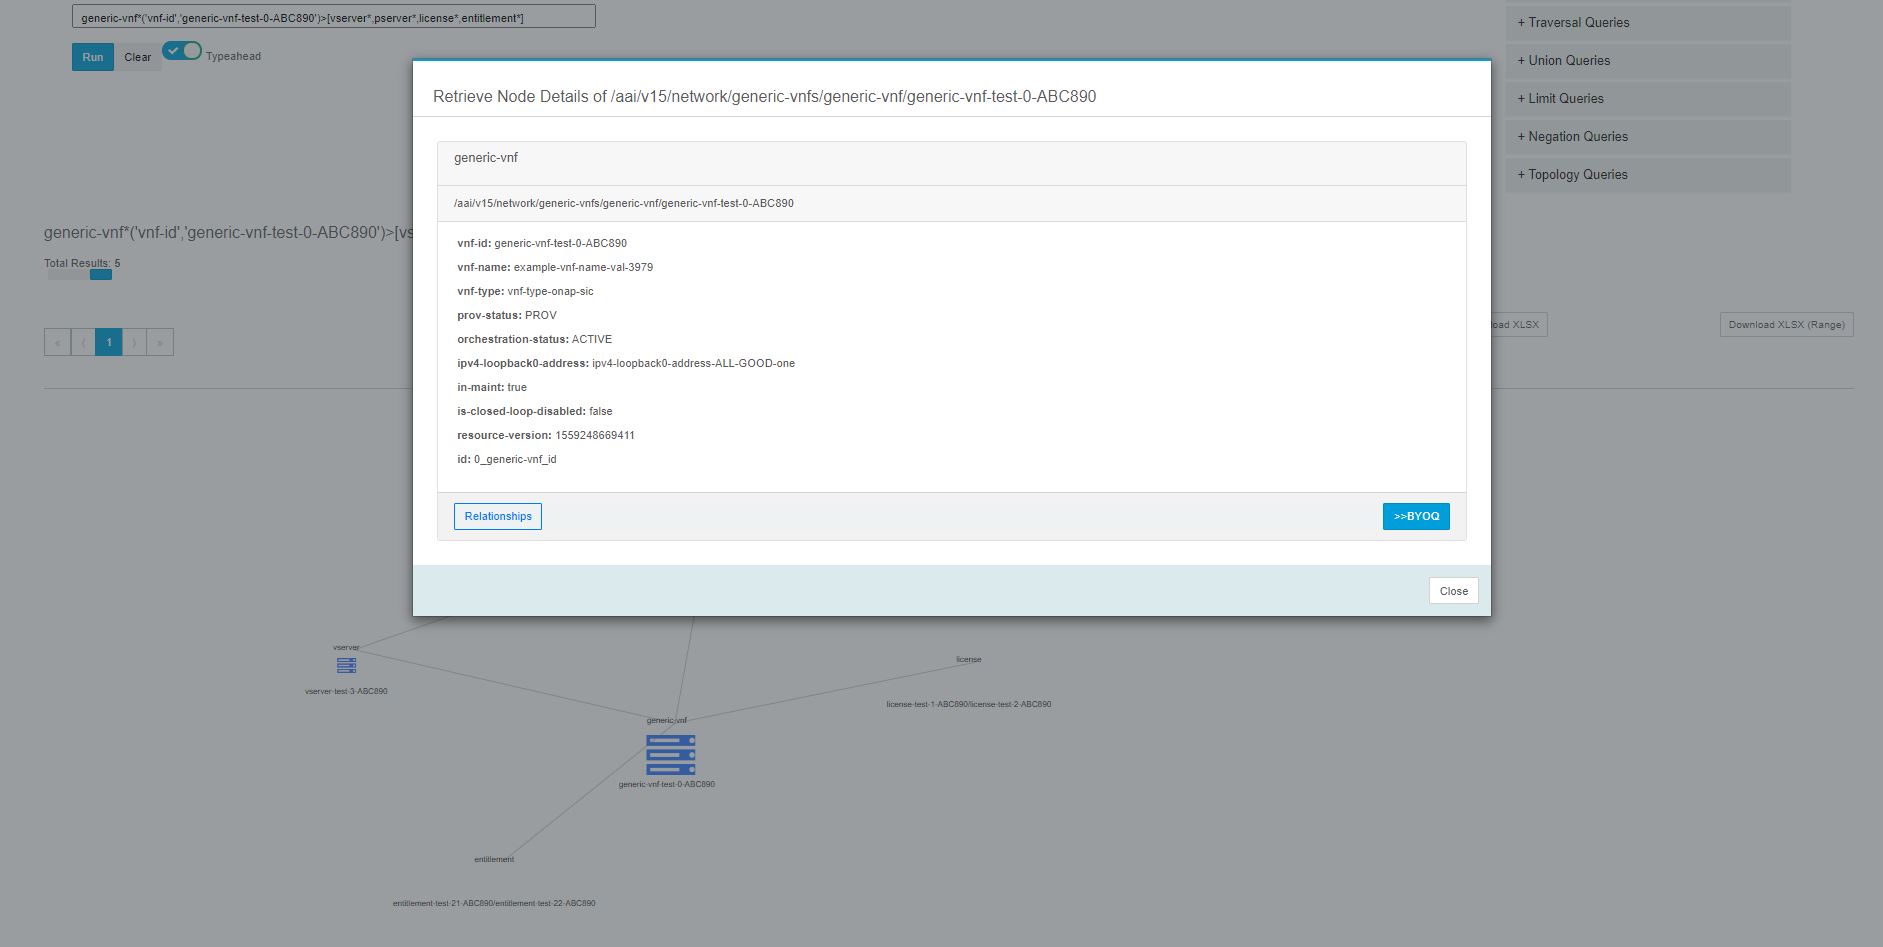 generic-vnf*('vnf-id','generic-vnf-test-0-ABC890')>[vserver*,pserver*,license*,entitlement*]
Run
Clear
Typeahead
+ Traversal Queries
+ Union Queries
+ Limit Queries
+ Negation Queries
+ Topology Queries
Retrieve Node Details of /aai/v15/network/generic-vnfs/generic-vnf/generic-vnf-test-0-ABC890
generic-vnf
/aai/v15/network/generic-vnfs/generic-vnf/generic-vnf-test-0-ABC890
vnf-id: generic-vnf-test-0-ABC890
vnf-name: example-vnf-name-val-3979
vnf-type: vnf-type-onap-sic
prov-status: PROV
orchestration-status: ACTIVE
ipv4-loopback0-address: ipv4-loopback0-address-ALL-GOOD-one
in-maint: true
is-closed-loop-disabled: false
resource-version: 1559248669411
id: 0_generic-vnf_id
Relationships
>>BYOQ
Close
generic-vnf*('vnf-id','generic-vnf-test-0-ABC890')>[vs
Total Results: 5
« ⟨ 1 ⟩ »
XLSX
Download XLSX (Range)
vserver
vserver-test-3-ABC890
license
license-test-1-ABC890/license-test-2-ABC890
generic-vnf
generic-vnf-test-0-ABC890
entitlement
entitlement-test-21-ABC890/entitlement-test-22-ABC890